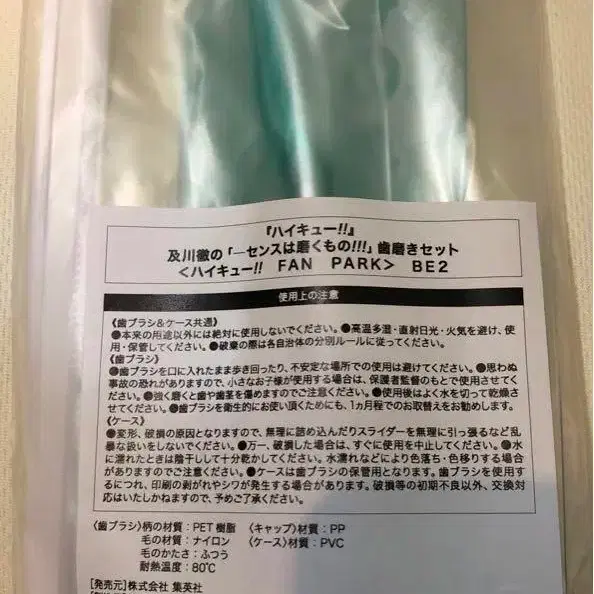 『ハイキュー!!』
及川徹の「―センスは磨くもの!!!」歯磨きセット
<ハイキュー!! FAN PARK> BE2
使用上の注意
《歯ブラシ&ケース共通》
●本来の用途以外には絶対に使用しないでください。●高温多湿・直射日光・火気を避け、使
用・保管してください。●破棄の際は各自治体の分別ルールに従ってください。
《歯ブラシ》
●歯ブラシを口に入れたまま歩き回ったり、不安定な場所での使用は避けてください。●思わぬ
事故の恐れがありますので、小さなお子様が使用する場合は、保護者監督のもとで使用させてく
ださい。●強く磨くと歯や歯茎を傷めますのでご注意ください。●使用後はよく水を切って乾燥さ
せてください。●歯ブラシを衛生的にお使い頂くためにも、1ヵ月程でのお取替えをお勧めします。
《ケース》
●変形、破損の原因となりますので、無理に詰め込んだりスライダーを無理に引っ張るなど乱
暴な扱いをしないでください。●万一、破損した場合は、すぐに使用を中止してください。●水
に濡れたときは陰干しして十分乾かしてください。水濡れなどにより色落ち・色移りする場合
がありますのでご注意ください。●ケースは歯ブラシの保管用となります。歯ブラシを使用す
るにつれ、印刷の剥がれやシワが発生する場合があります。破損等の初期不良以外、交換対
応はいたしかねますので、予めご了承ください。
〈歯ブラシ〉柄の材質:PET樹脂 〈キャップ〉材質:PP
毛の材質:ナイロン 〈ケース〉材質:PVC
毛のかたさ:ふつう
耐熱温度:80℃
[発売元]株式会社 集英社